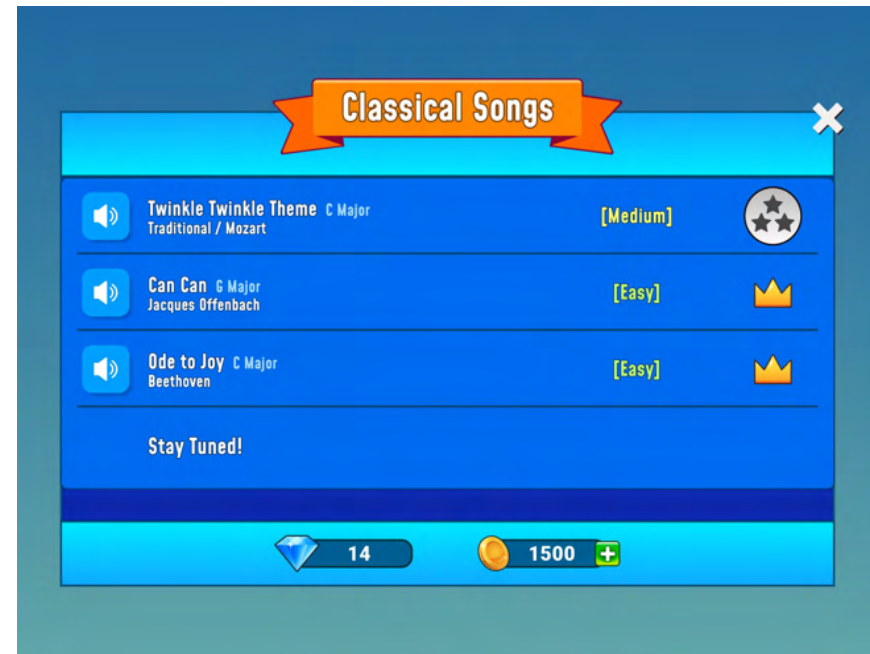 Classical Songs
Twinkle Twinkle Theme C Major
Traditional / Mozart
[Medium]
Can Can G Major
Jacques Offenbach
[Easy]
Ode to Joy C Major
Beethoven
[Easy]
Stay Tuned!
14
1500